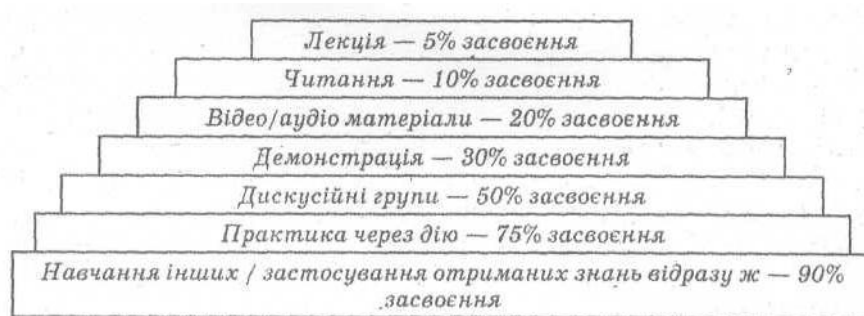 Лекція — 5% засвоєння
Читання — 10% засвоєння
Відео/аудіо матеріали — 20% засвоєння
Демонстрація — 30% засвоєння
Дискусійні групи — 50% засвоєння
Практика через дію — 75% засвоєння
Навчання інших / застосування отриманих знань відразу ж — 90%
засвоєння